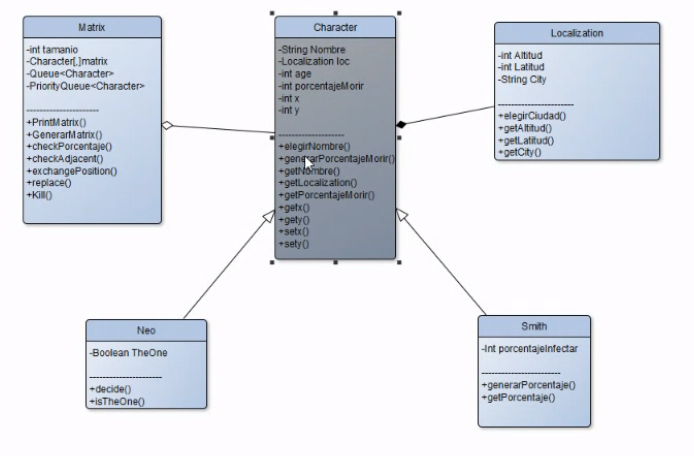 Matrix
-int tamanio
-Character[,]matrix
-Queue<Character>
-PriorityQueue<Character>
----------------------
+PrintMatrix()
+GenerarMatrix()
+checkPorcentaje()
+checkAdjacent()
+exchangePosition()
+replace()
+Kill()
Character
-String Nombre
-Localization loc
-int age
-int porcentajeMorir
-int x
-int y
--------------------
+elegirNombre()
+generarPorcentajeMorir()
+getNombre()
+getLocalization()
+getPorcentajeMorir()
+getx()
+gety()
+setx()
+sety()
Localization
-int Altitud
-int Latitud
-String City
-----------------------
+elegirCiudad()
+getAltitud()
+getLatitud()
+getCity()
Neo
-Boolean TheOne
----------------------
+decide()
+isTheOne()
Smith
-Int porcentajeInfectar
------------------------
+generarPorcentaje()
+getPorcentaje()